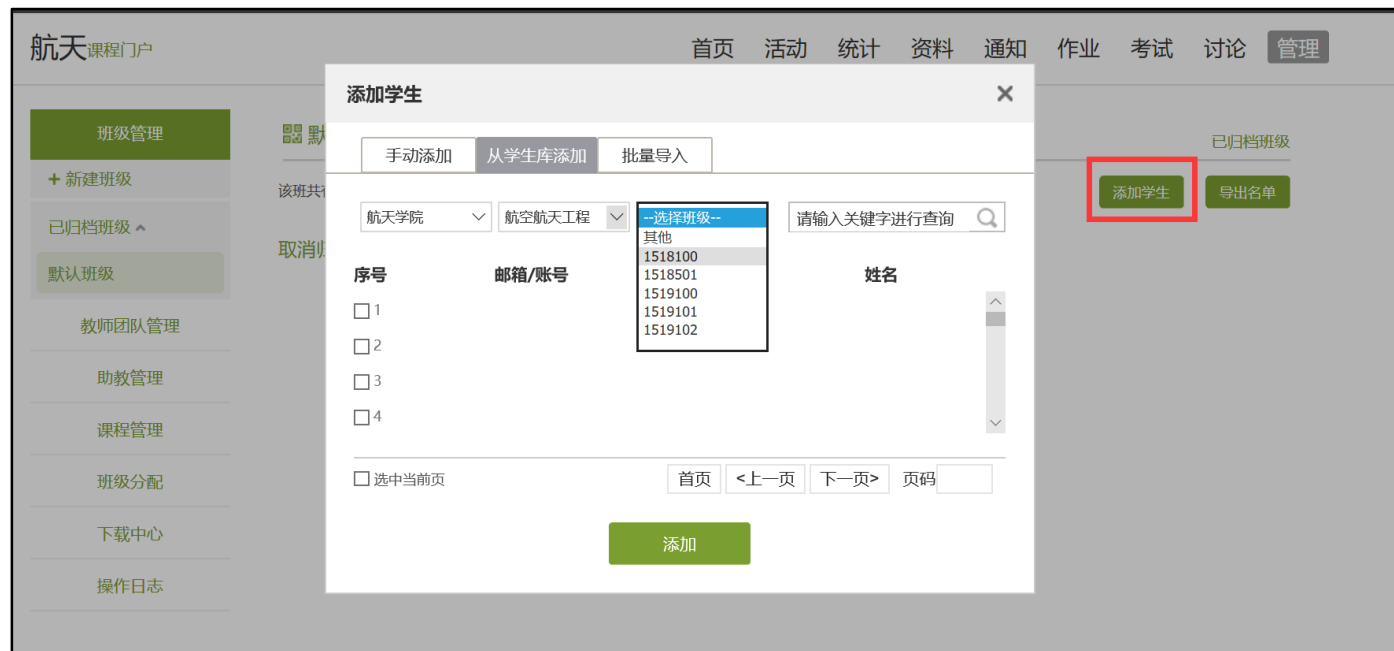 航天课程门户
首页 活动 统计 资料 通知 作业 考试 讨论 管理
班级管理
+ 新建班级
已归档班级
默认班级
教师团队管理
助教管理
课程管理
班级分配
下载中心
操作日志
默
已归档班级
该班共有
添加学生 导出名单
取消归
添加学生
手动添加 从学生库添加 批量导入
航天学院 航空航天工程 --选择班级-- 请输入关键字进行查询
其他
1518100
1518501
1519100
1519101
1519102
序号 邮箱/账号 姓名
1
2
3
4
选中当前页 首页 <上一页 下一页> 页码
添加